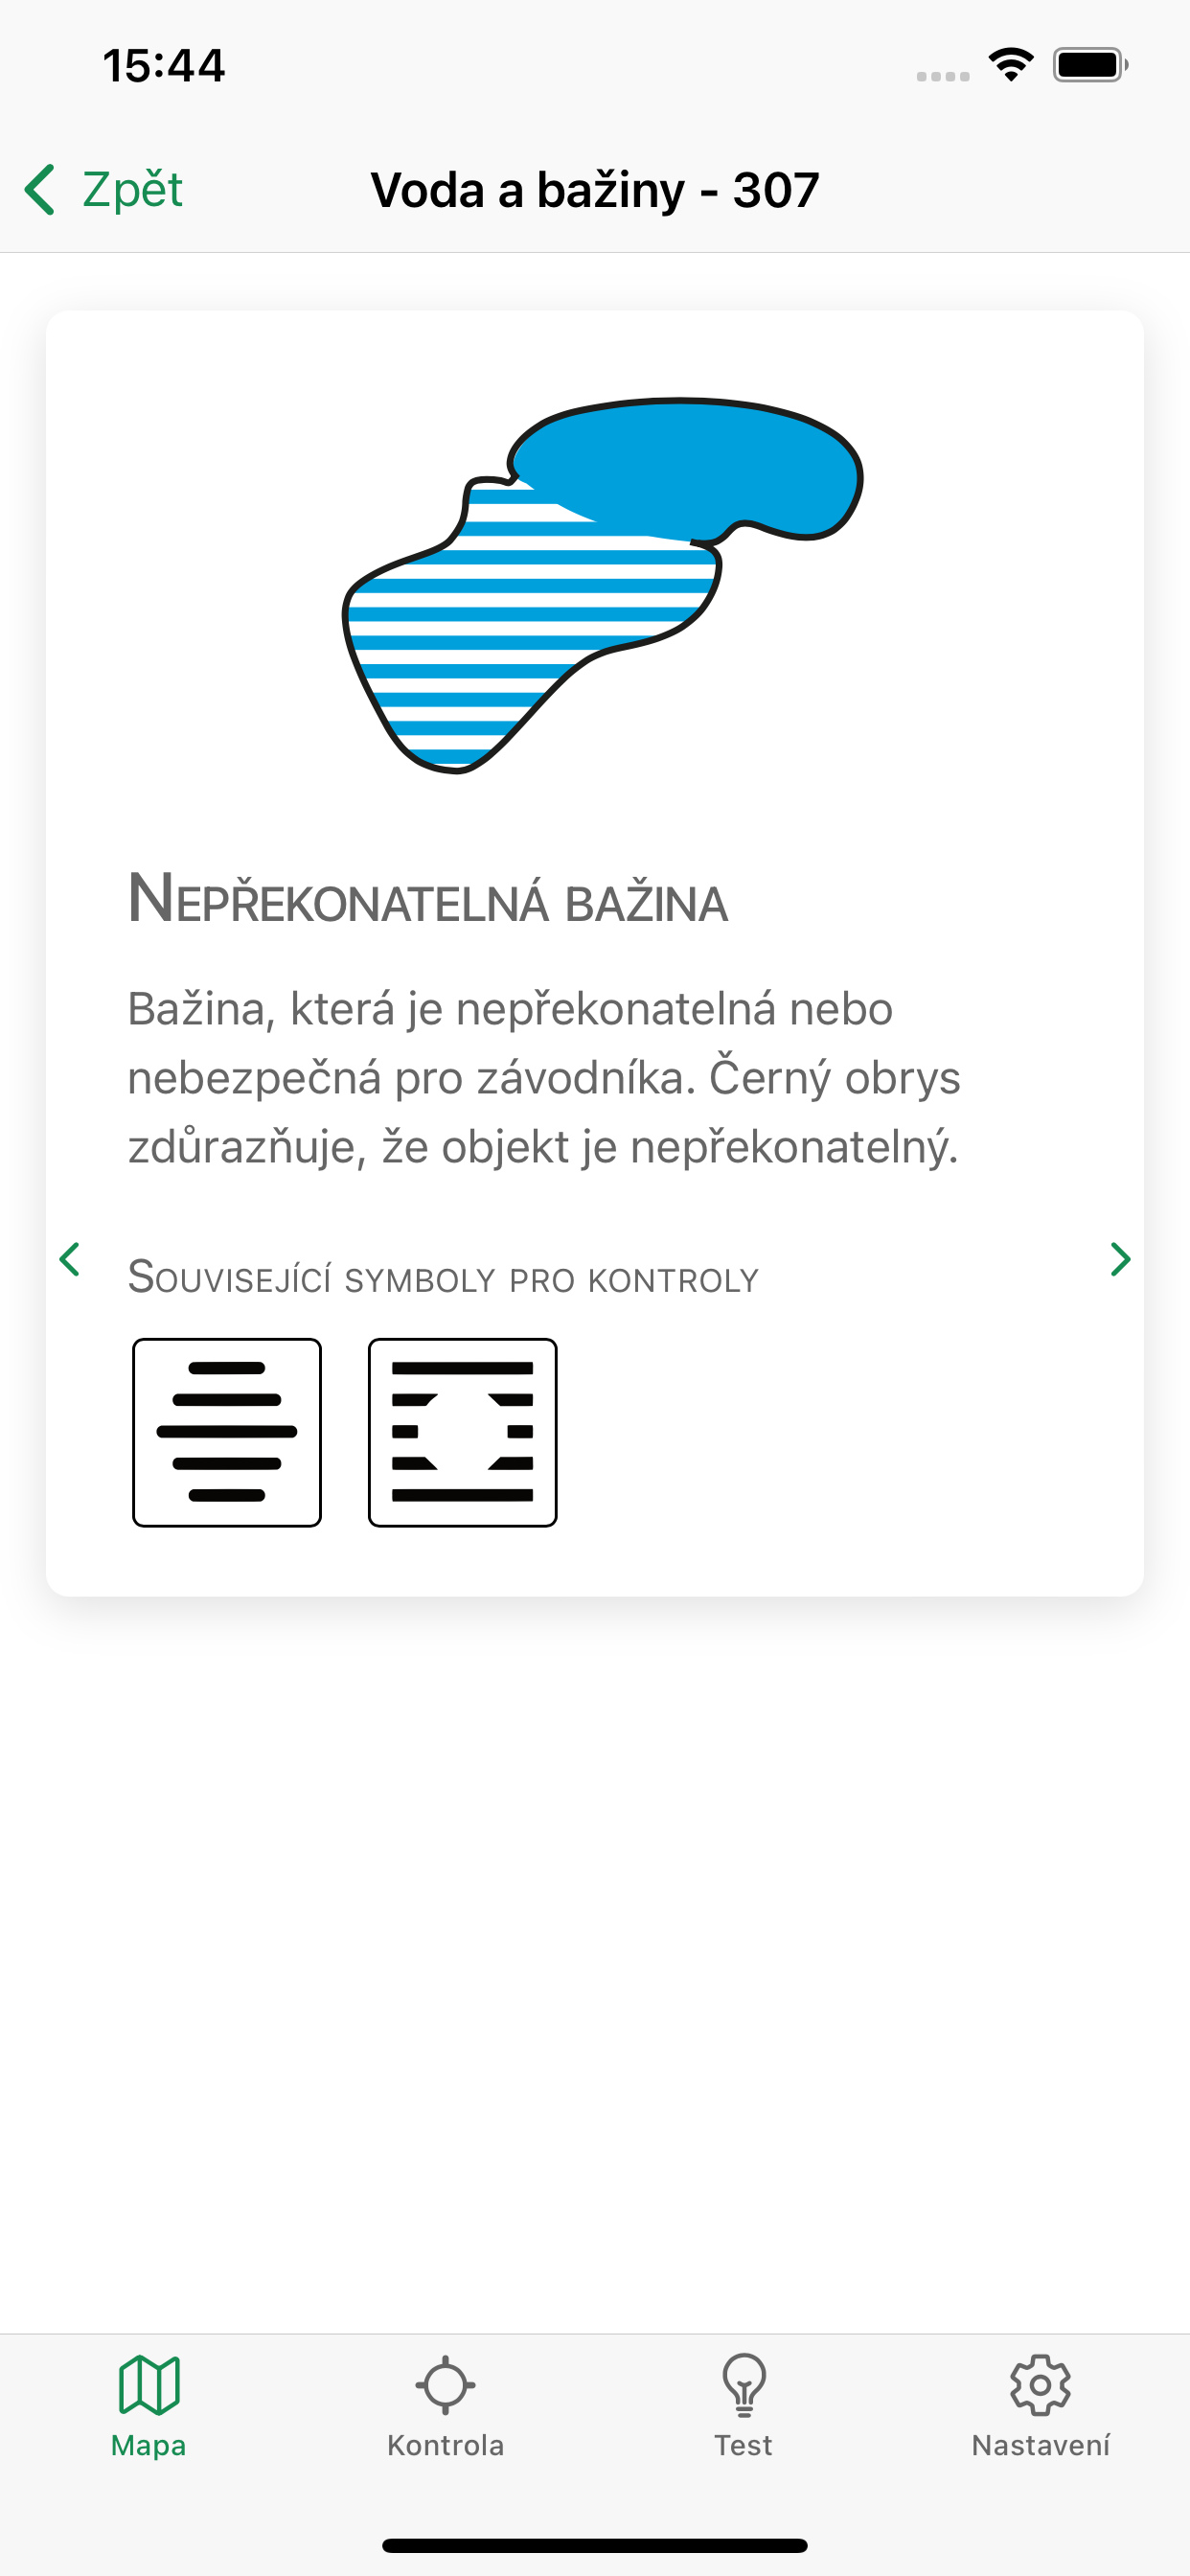 15:44
Zpět
Voda a bažiny - 307
Nepřekonatelná bažina
Bažina, která je nepřekonatelná nebo
nebezpečná pro závodníka. Černý obrys
zdůrazňuje, že objekt je nepřekonatelný.
Související symboly pro kontroly
Mapa
Kontrola
Test
Nastavení